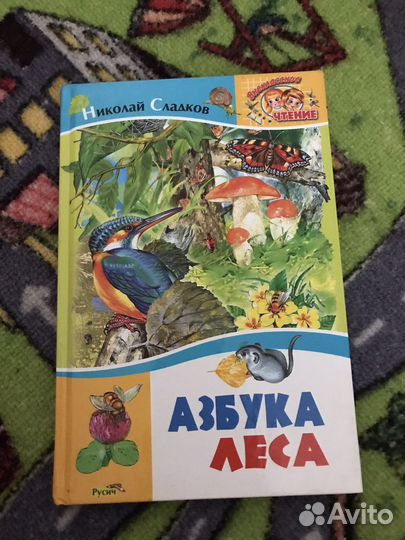 Николай Сладков
Внеклассное
ЧТЕНИЕ
АЗБУКА
ЛЕСА
Русич
Avito